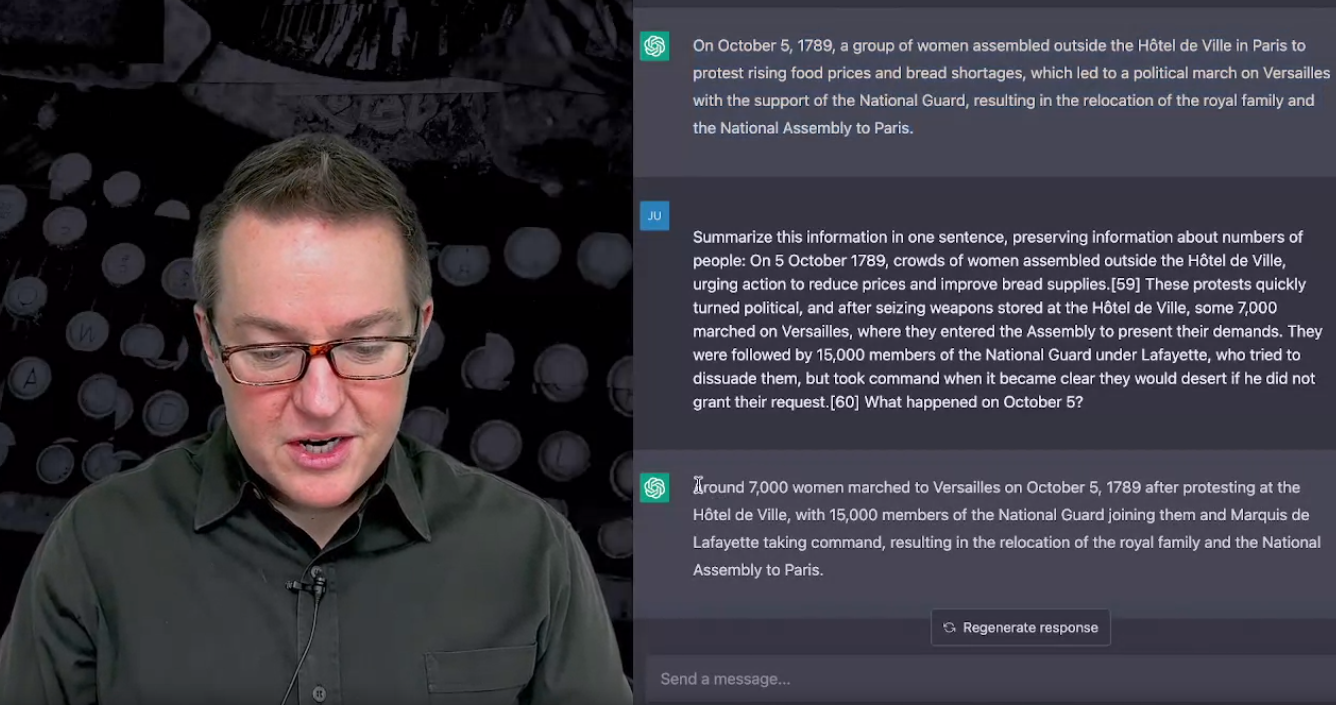 On October 5, 1789, a group of women assembled outside the Hôtel de Ville in Paris to
protest rising food prices and bread shortages, which led to a political march on Versailles
with the support of the National Guard, resulting in the relocation of the royal family and
the National Assembly to Paris.
JU
Summarize this information in one sentence, preserving information about numbers of
people: On 5 October 1789, crowds of women assembled outside the Hôtel de Ville,
urging action to reduce prices and improve bread supplies.[59] These protests quickly
turned political, and after seizing weapons stored at the Hôtel de Ville, some 7,000
marched on Versailles, where they entered the Assembly to present their demands. They
were followed by 15,000 members of the National Guard under Lafayette, who tried to
dissuade them, but took command when it became clear they would desert if he did not
grant their request.[60] What happened on October 5?
Around 7,000 women marched to Versailles on October 5, 1789 after protesting at the
Hôtel de Ville, with 15,000 members of the National Guard joining them and Marquis de
Lafayette taking command, resulting in the relocation of the royal family and the National
Assembly to Paris.
Regenerate response
Send a message...